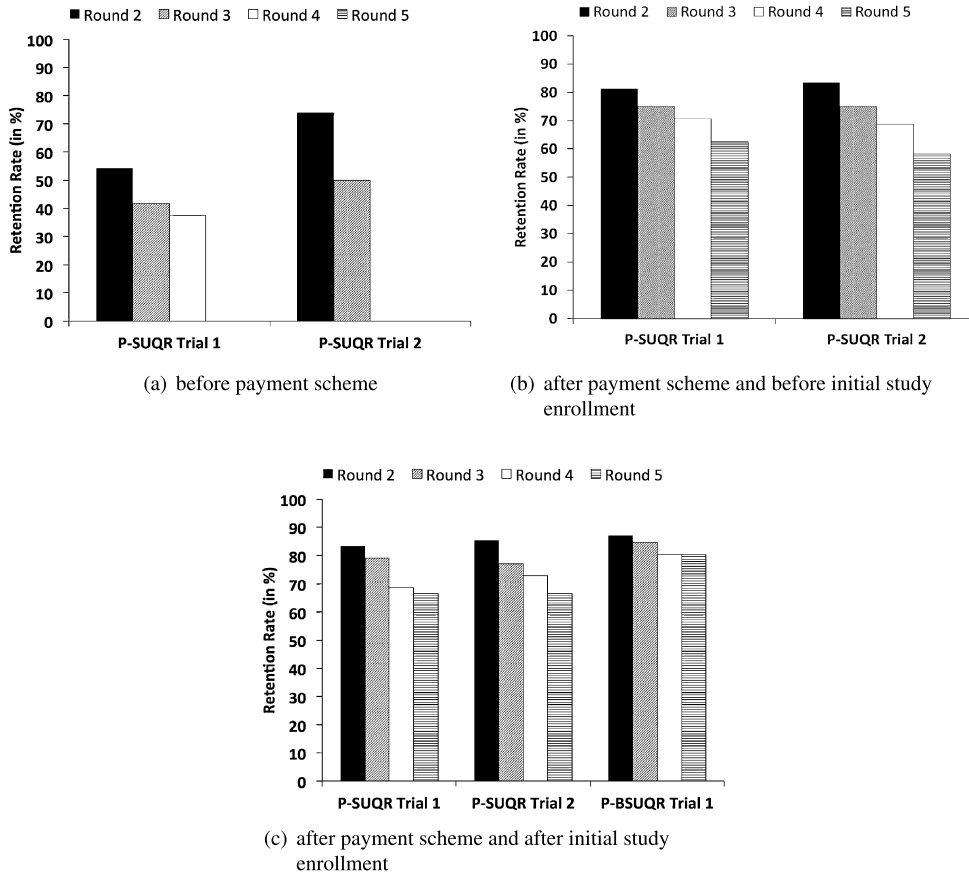 Round 2 Round 3 Round 4 Round 5
100
90
80
70
60
50
40
30
20
10
0
Retention Rate (in %)
P-SUQR Trial 1 P-SUQR Trial 2
(a) before payment scheme
Round 2 Round 3 Round 4 Round 5
100
90
80
70
60
50
40
30
20
10
0
Retention Rate (in %)
P-SUQR Trial 1 P-SUQR Trial 2
(b) after payment scheme and before initial study
enrollment
Round 2 Round 3 Round 4 Round 5
100
90
80
70
60
50
40
30
20
10
0
Retention Rate (in %)
P-SUQR Trial 1 P-SUQR Trial 2 P-BSUQR Trial 1
(c) after payment scheme and after initial study
enrollment